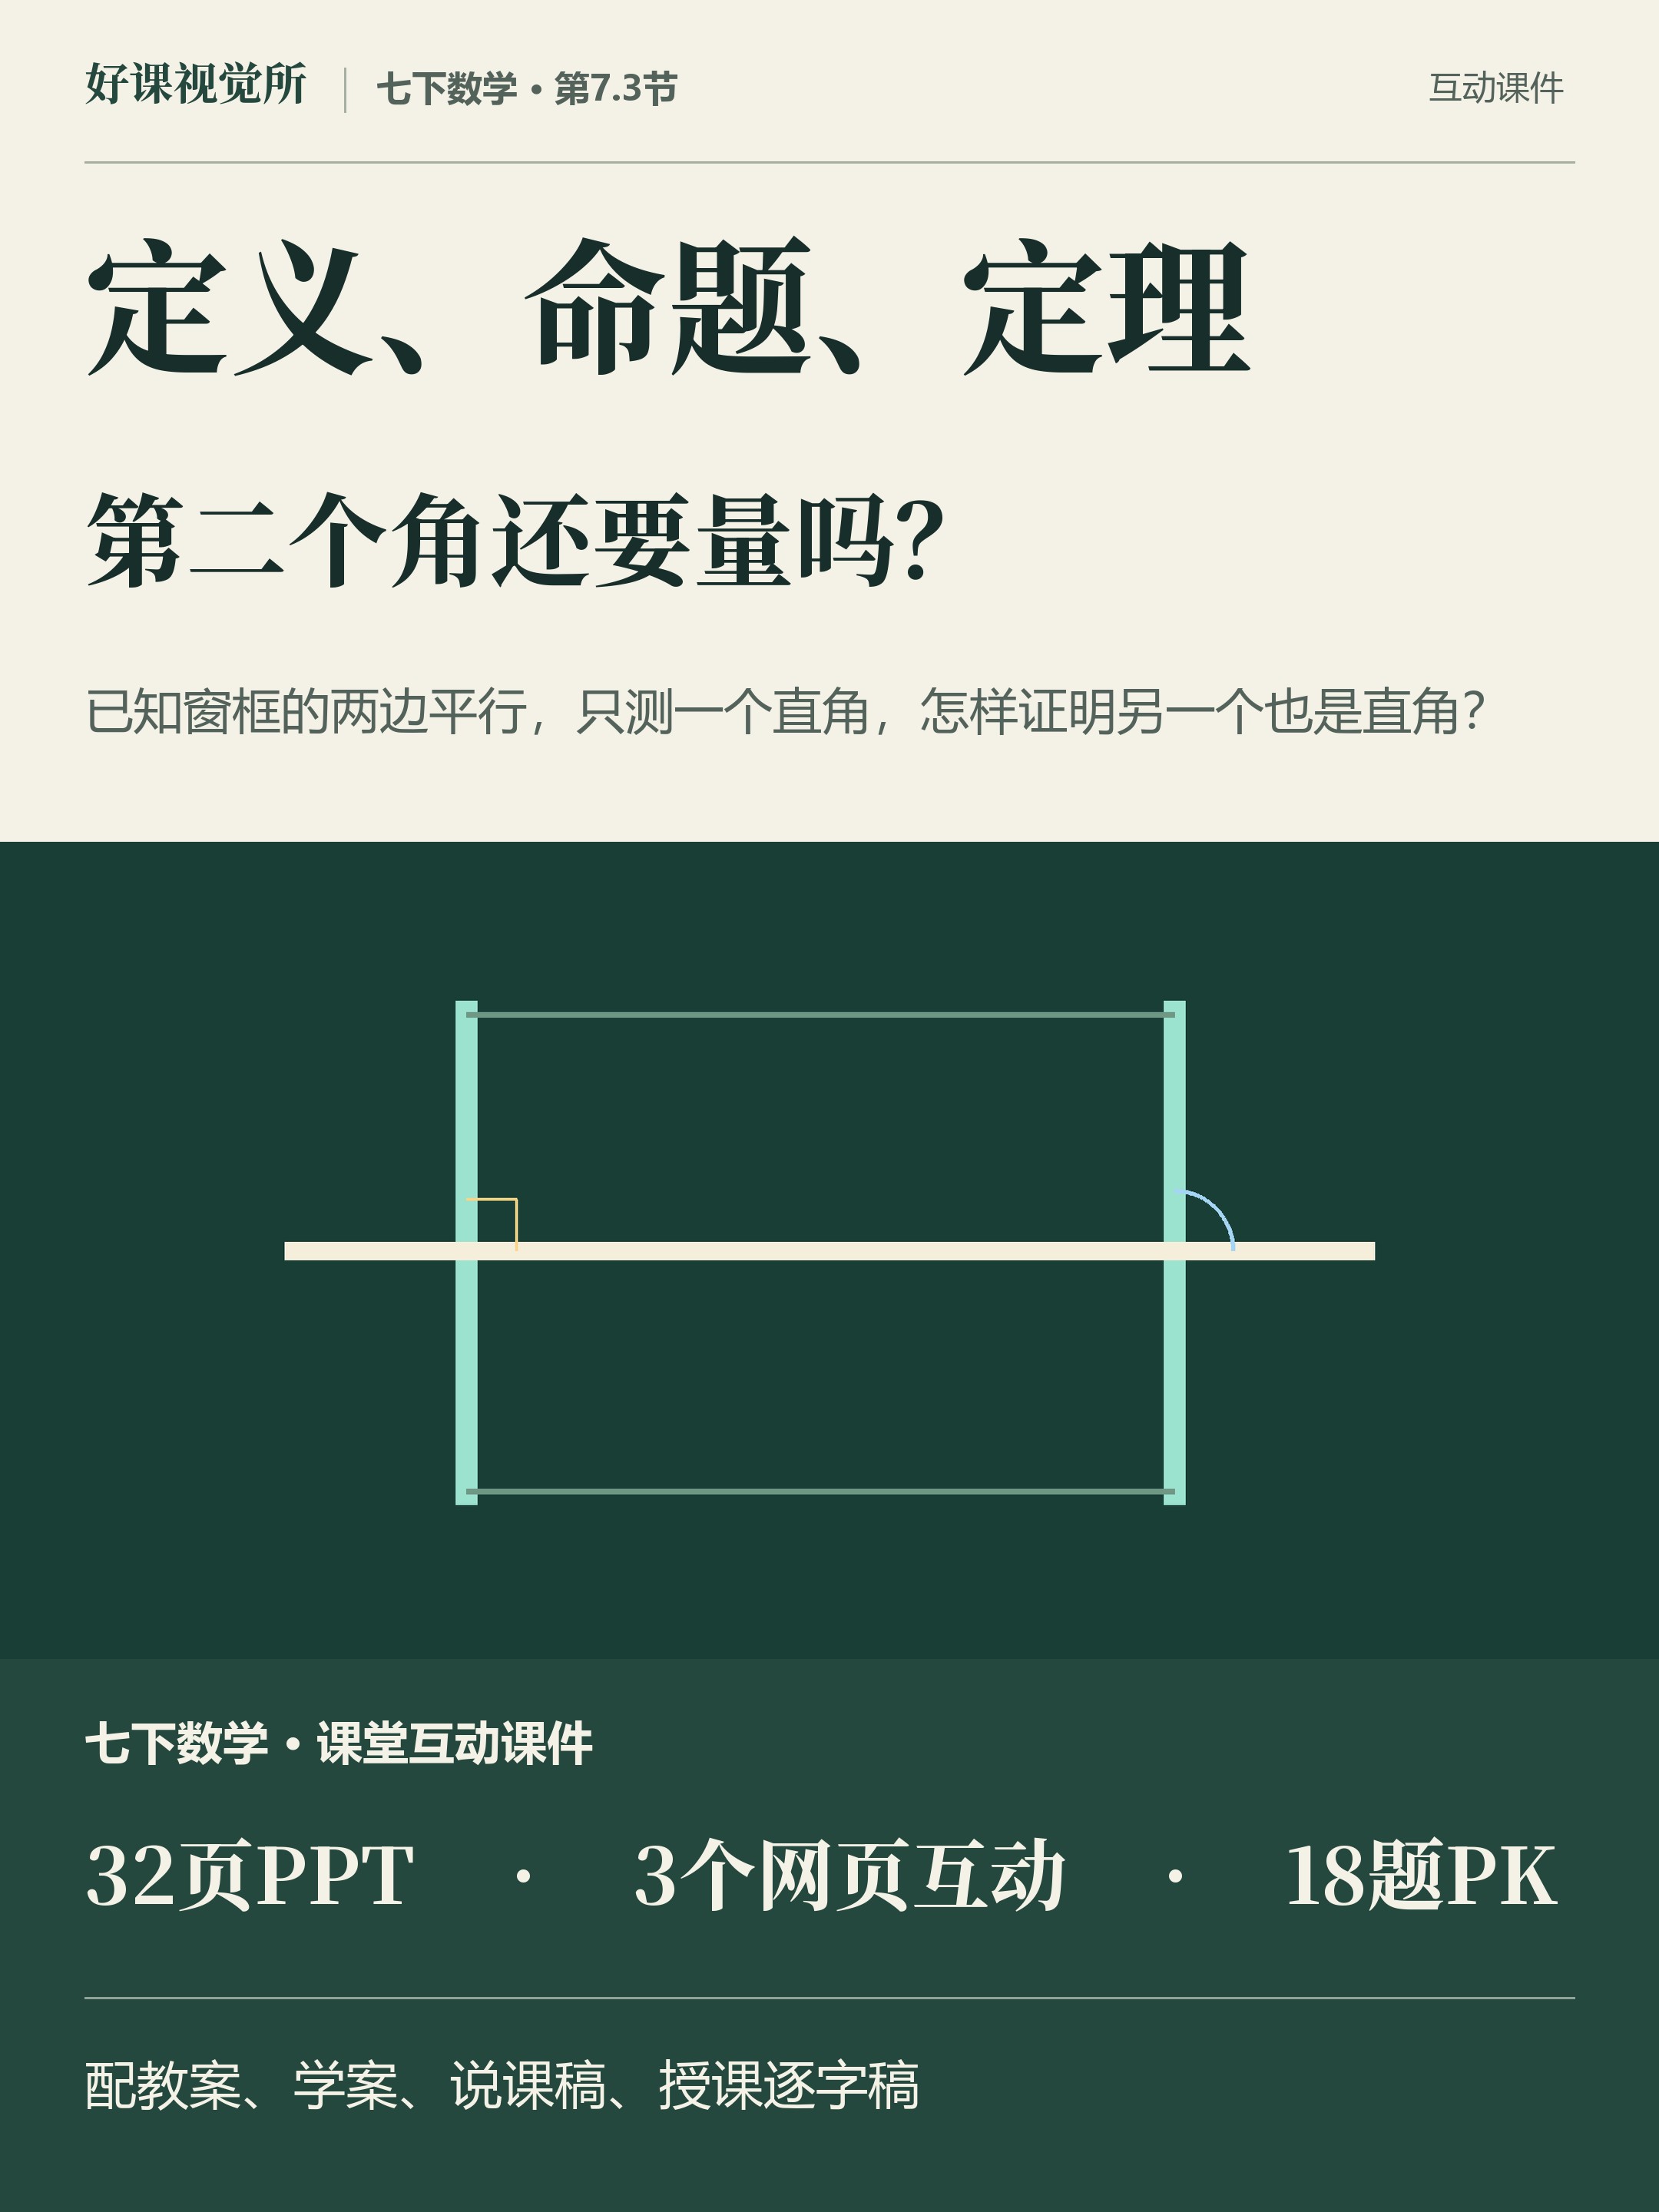 好课视觉所 七下数学·第7.3节 互动课件
定义、命题、定理
第二个角还要量吗?
已知窗框的两边平行，只测一个直角，怎样证明另一个也是直角?
七下数学·课堂互动课件
32页PPT · 3个网页互动 · 18题PK
配教案、学案、说课稿、授课逐字稿